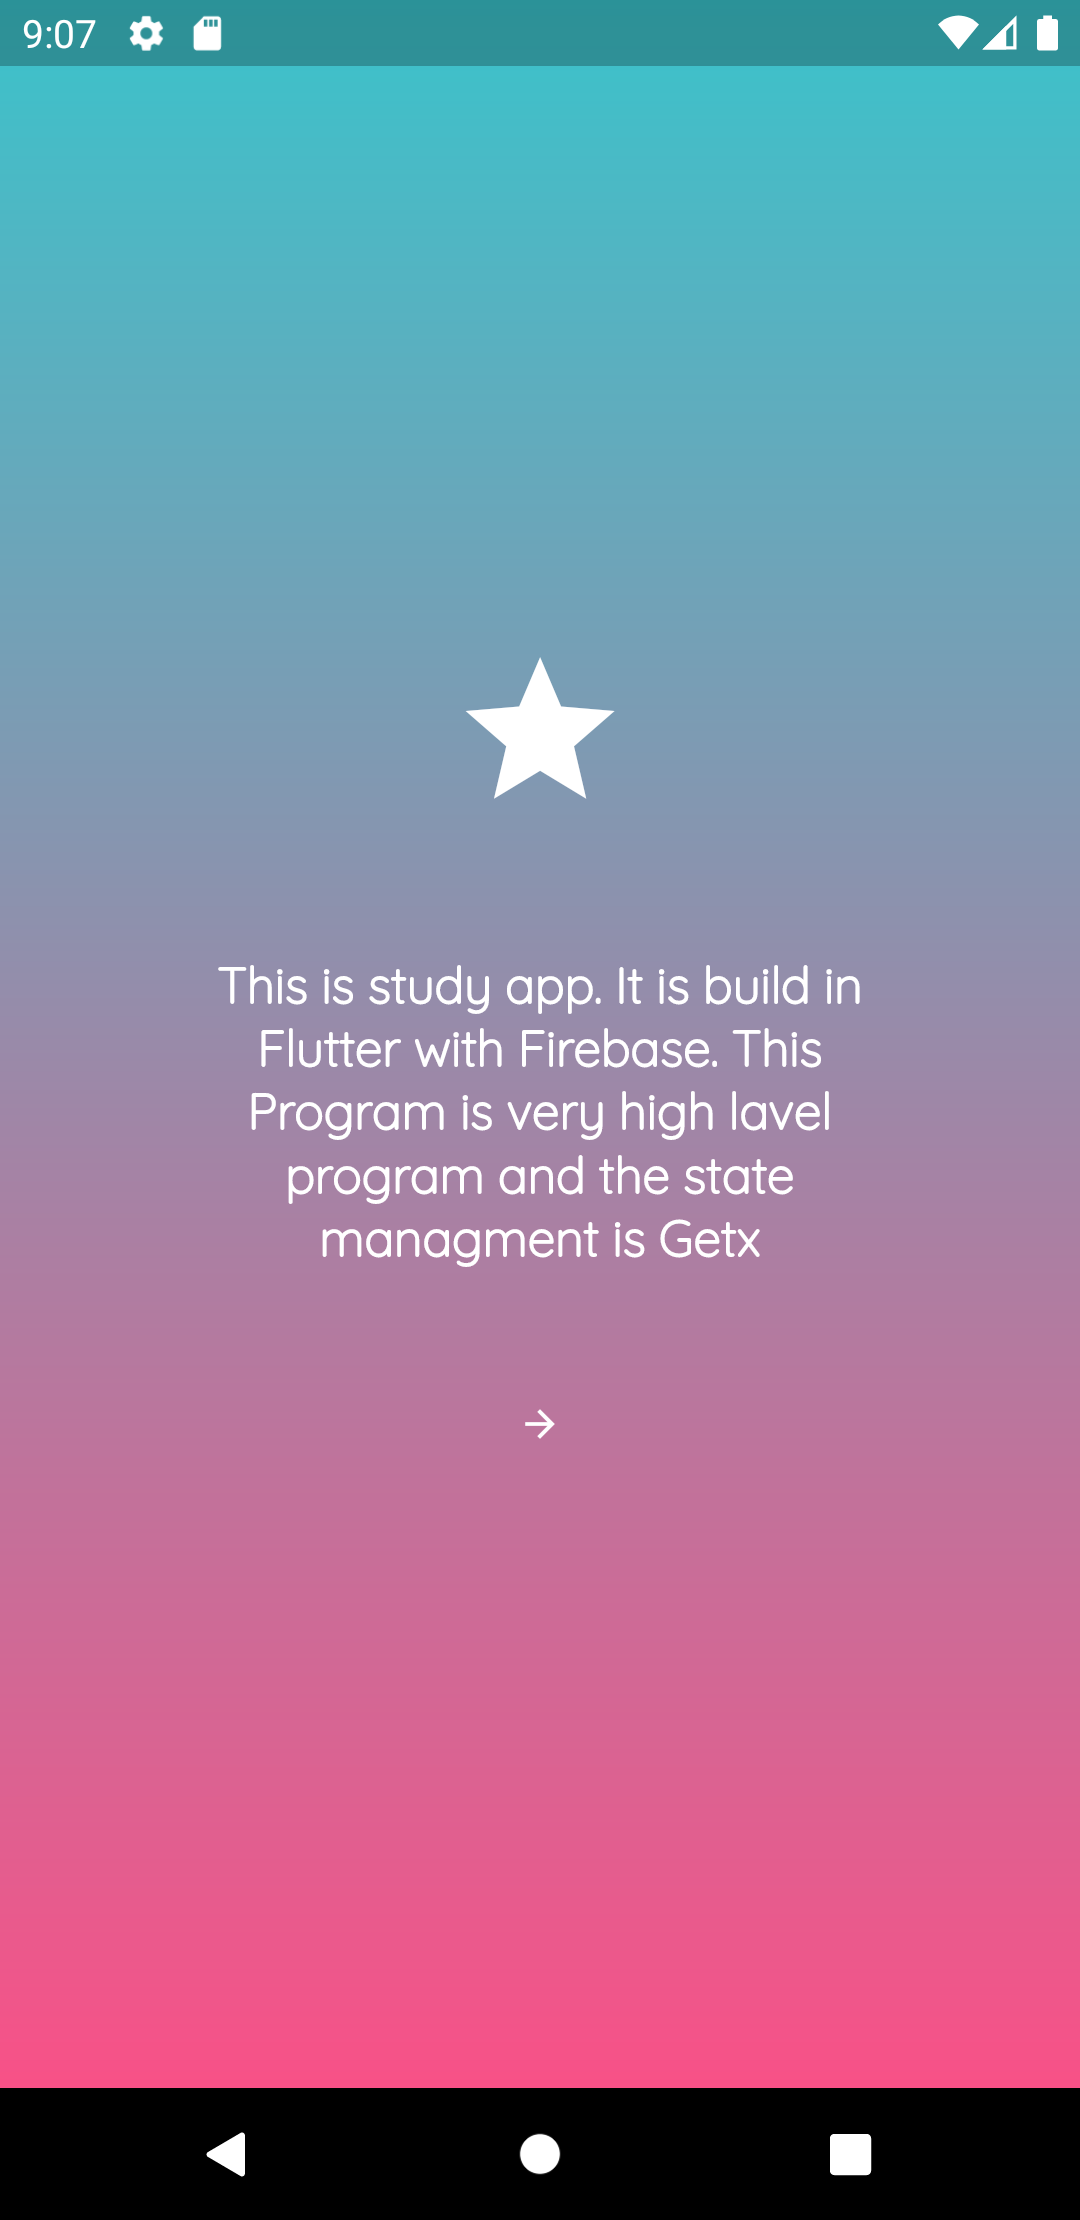 9:07
This is study app. It is build in
Flutter with Firebase. This
Program is very high lavel
program and the state
managment is Getx